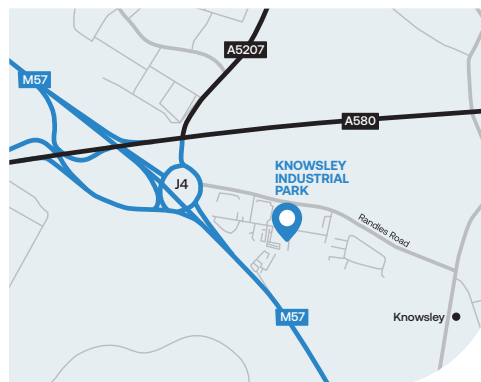 A5207
M57
A580
KNOWSLEY
INDUSTRIAL
PARK
J4
Randles Road
M57
Knowsley